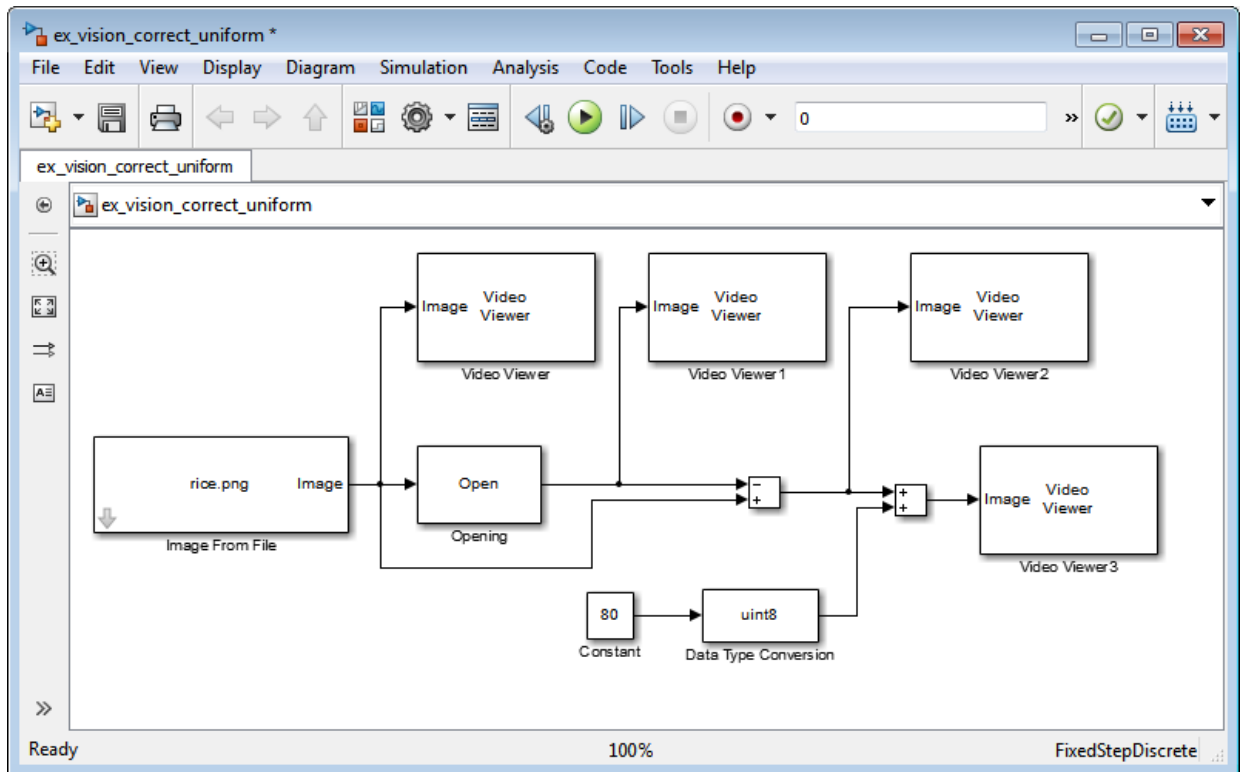 ex_vision_correct_uniform *
File Edit View Display Diagram Simulation Analysis Code Tools Help
0 »
ex_vision_correct_uniform
ex_vision_correct_uniform
Image Video Viewer
Video Viewer
Image Video Viewer
Video Viewer1
Image Video Viewer
Video Viewer2
rice.png Image
Image From File
Open
Opening
−
+
+
+
Image Video Viewer
Video Viewer3
80
Constant
uint8
Data Type Conversion
»
Ready 100% FixedStepDiscrete